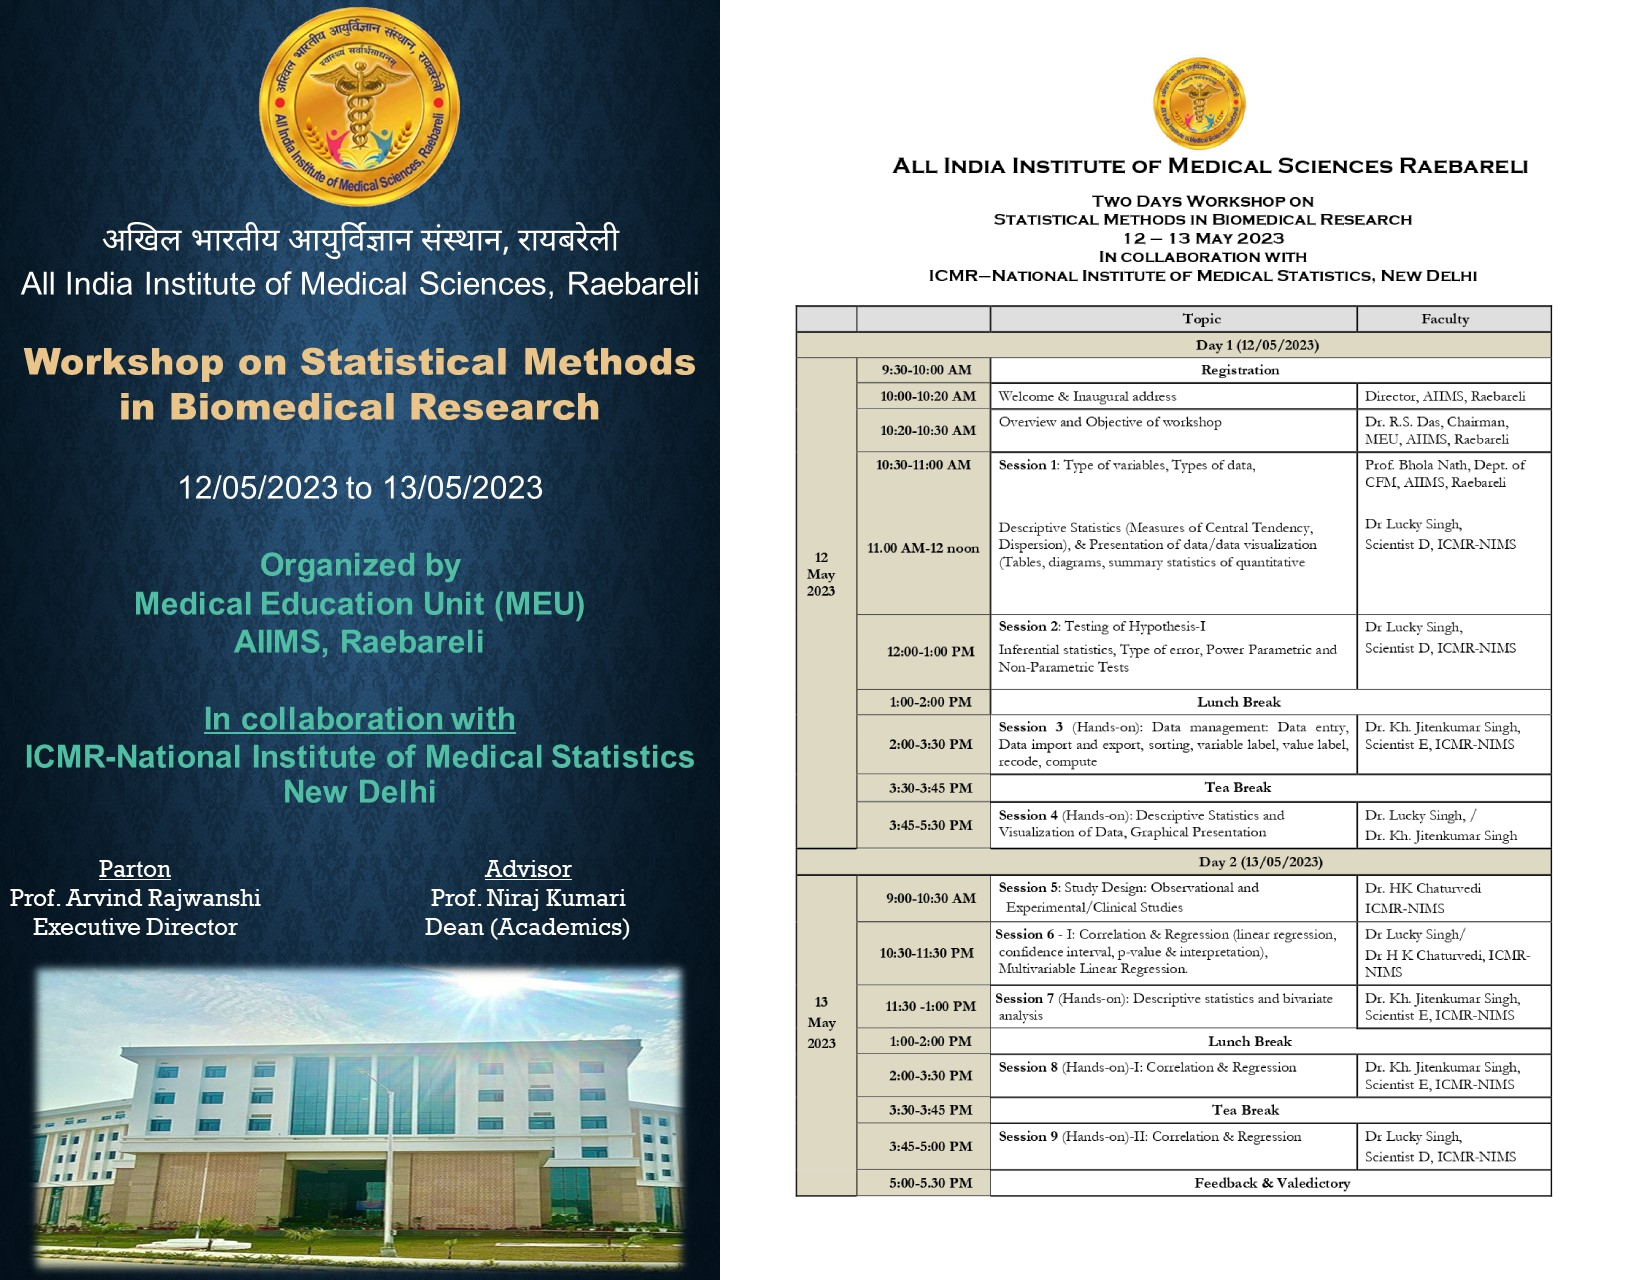 अखिल भारतीय आयुर्विज्ञान संस्थान, रायबरेली
स्वास्थ्यं सर्वार्थसाधनम्
All India Institute of Medical Sciences, Raebareli
अखिल भारतीय आयुर्विज्ञान संस्थान, रायबरेली
All India Institute of Medical Sciences, Raebareli
Workshop on Statistical Methods
in Biomedical Research
12/05/2023 to 13/05/2023
Organized by
Medical Education Unit (MEU)
AIIMS, Raebareli
In collaboration with
ICMR-National Institute of Medical Statistics
New Delhi
Parton
Prof. Arvind Rajwanshi
Executive Director
Advisor
Prof. Niraj Kumari
Dean (Academics)
All India Institute of Medical Sciences Raebareli
Two Days Workshop on
Statistical Methods in Biomedical Research
12 – 13 May 2023
In collaboration with
ICMR–National Institute of Medical Statistics, New Delhi
Topic Faculty
Day 1 (12/05/2023)
12
May
2023
9:30-10:00 AM Registration
10:00-10:20 AM Welcome & Inaugural address Director, AIIMS, Raebareli
10:20-10:30 AM Overview and Objective of workshop Dr. R.S. Das, Chairman,
MEU, AIIMS, Raebareli
10:30-11:00 AM Session 1: Type of variables, Types of data, Prof. Bhola Nath, Dept. of
CFM, AIIMS, Raebareli
11.00 AM-12 noon
Descriptive Statistics (Measures of Central Tendency,
Dispersion), & Presentation of data/data visualization
(Tables, diagrams, summary statistics of quantitative
Dr Lucky Singh,
Scientist D, ICMR-NIMS
12:00-1:00 PM
Session 2: Testing of Hypothesis-I
Inferential statistics, Type of error, Power Parametric and
Non-Parametric Tests
Dr Lucky Singh,
Scientist D, ICMR-NIMS
1:00-2:00 PM Lunch Break
2:00-3:30 PM
Session 3 (Hands-on): Data management: Data entry,
Data import and export, sorting, variable label, value label,
recode, compute
Dr. Kh. Jitenkumar Singh,
Scientist E, ICMR-NIMS
3:30-3:45 PM Tea Break
3:45-5:30 PM
Session 4 (Hands-on): Descriptive Statistics and
Visualization of Data, Graphical Presentation
Dr. Lucky Singh, /
Dr. Kh. Jitenkumar Singh
Day 2 (13/05/2023)
13
May
2023
9:00-10:30 AM
Session 5: Study Design: Observational and
Experimental/Clinical Studies
Dr. HK Chaturvedi
ICMR-NIMS
10:30-11:30 PM
Session 6 - I: Correlation & Regression (linear regression,
confidence interval, p-value & interpretation),
Multivariable Linear Regression.
Dr Lucky Singh/
Dr H K Chaturvedi, ICMR-
NIMS
11:30 -1:00 PM
Session 7 (Hands-on): Descriptive statistics and bivariate
analysis
Dr. Kh. Jitenkumar Singh,
Scientist E, ICMR-NIMS
1:00-2:00 PM Lunch Break
2:00-3:30 PM
Session 8 (Hands-on)-I: Correlation & Regression
Dr. Kh. Jitenkumar Singh,
Scientist E, ICMR-NIMS
3:30-3:45 PM Tea Break
3:45-5:00 PM
Session 9 (Hands-on)-II: Correlation & Regression
Dr Lucky Singh,
Scientist D, ICMR-NIMS
5:00-5.30 PM Feedback & Valedictory